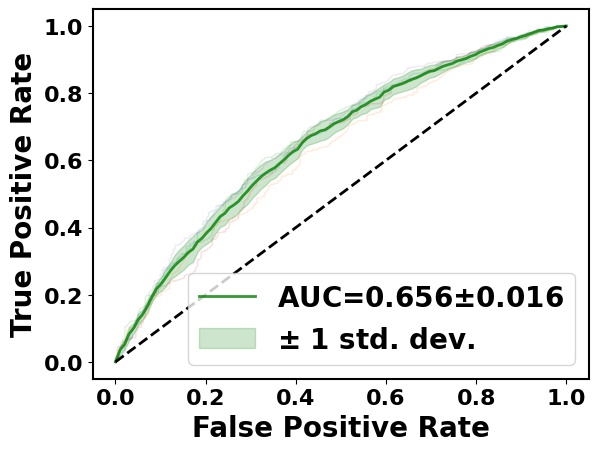 1.0
0.8
0.6
0.4
0.2
0.0
True Positive Rate
AUC=0.656±0.016
± 1 std. dev.
0.0 0.2 0.4 0.6 0.8 1.0
False Positive Rate